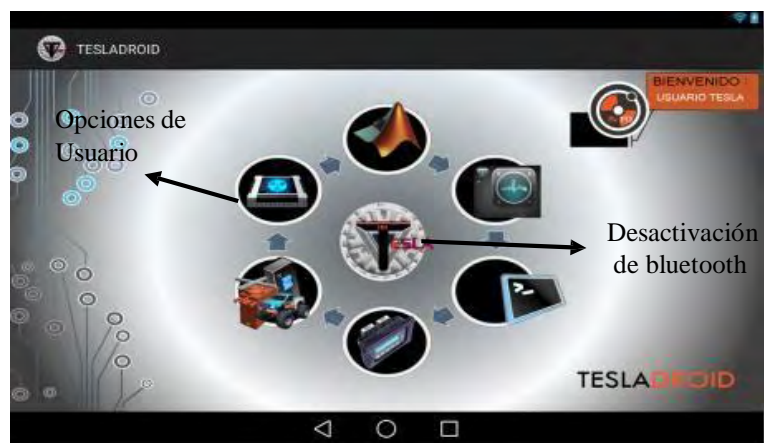 TESLADROID
BIENVENIDO :
USUARIO TESLA
Opciones de
Usuario
TESLA
Desactivación
de bluetooth
>_
TESLADROID